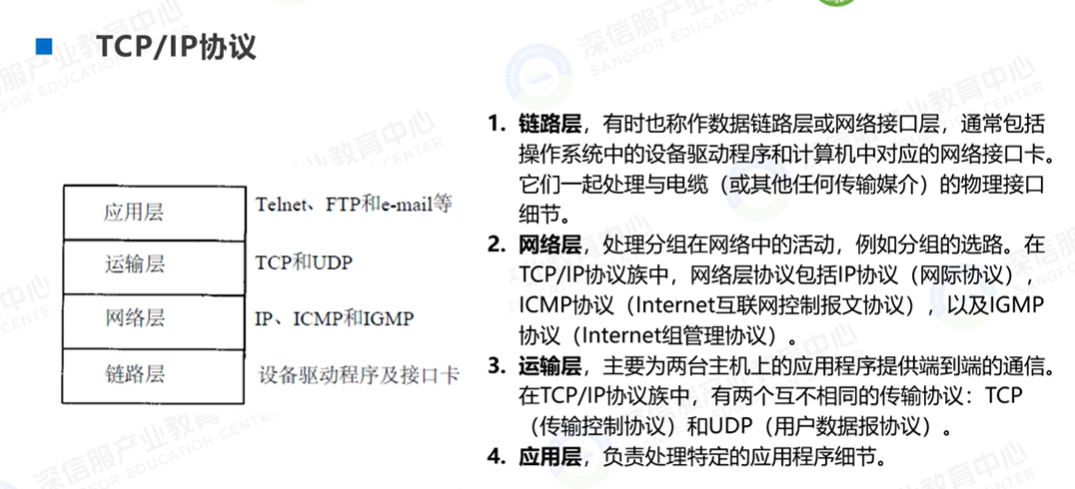 TCP/IP协议
应用层 Telnet、FTP和e-mail等
运输层 TCP和UDP
网络层 IP、ICMP和IGMP
链路层 设备驱动程序及接口卡
1. 链路层，有时也称作数据链路层或网络接口层，通常包括
操作系统中的设备驱动程序和计算机中对应的网络接口卡。
它们一起处理与电缆（或其他任何传输媒介）的物理接口
细节。
2. 网络层，处理分组在网络中的活动，例如分组的选路。在
TCP/IP协议族中，网络层协议包括IP协议（网际协议），
ICMP协议（Internet互联网控制报文协议），以及IGMP
协议（Internet组管理协议）。
3. 运输层，主要为两台主机上的应用程序提供端到端的通信。
在TCP/IP协议族中，有两个互不相同的传输协议：TCP
（传输控制协议）和UDP（用户数据报协议）。
4. 应用层，负责处理特定的应用程序细节。
深信服产业教育中心
SANGFOR EDUCATION CENTER